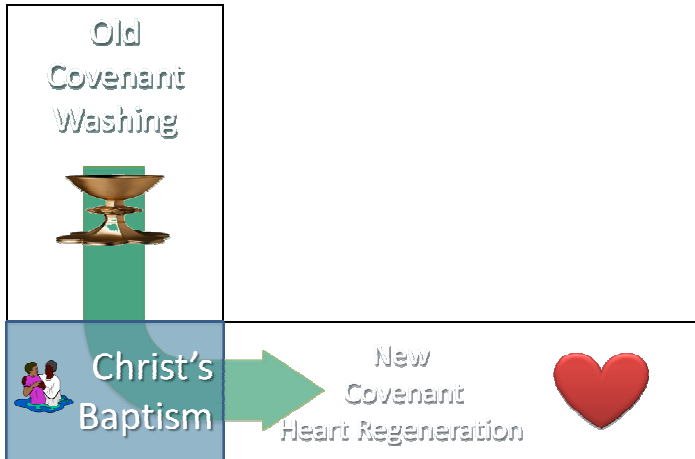 Old
Covenant
Washing
Christ's
Baptism
New
Covenant
Heart Regeneration